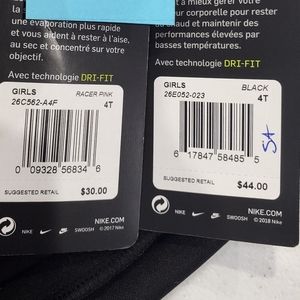 la
une évaporation plus rapide
et vous aident à rester à l'aise,
au sec et concentré sur votre
objectif.
Avec technologie DRI-FIT
GIRLS RACER PINK
26C562-A4F 4T
0 09328 56834 6
SUGGESTED RETAIL $30.00
NIKE.COM
NIKE SWOOSH © 2017 Nike
à mieux gérer votre
corporelle pour rester
au chaud et maintenir des
performances élevées par
basses températures.
Avec technologie DRI-FIT
GIRLS BLACK
26E052-023 4T
6 17847 58485 5
SUGGESTED RETAIL $44.00
NIKE.COM
NIKE SWOOSH © 2018 Nike